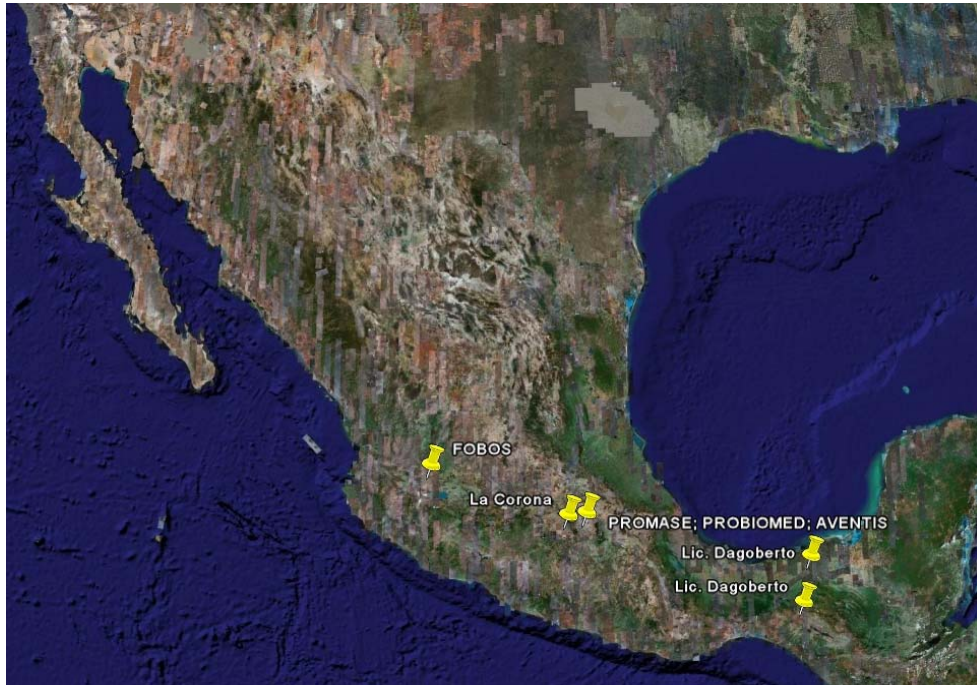 FOBOS
La Corona
PROMASE; PROBIOMED; AVENTIS
Lic. Dagoberto
Lic. Dagoberto